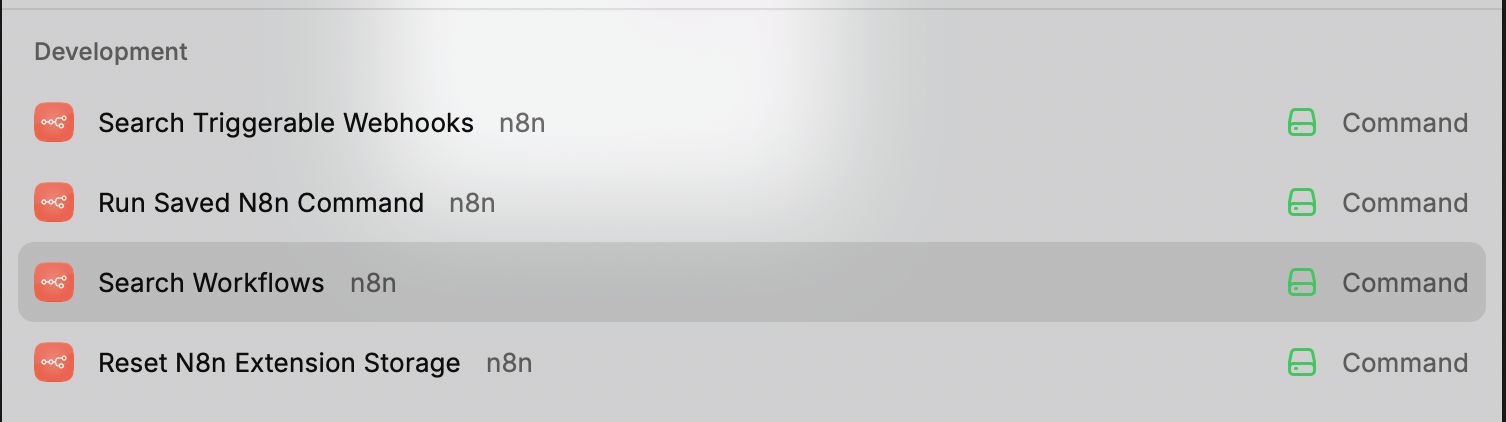 Development
Search Triggerable Webhooks n8n Command
Run Saved N8n Command n8n Command
Search Workflows n8n Command
Reset N8n Extension Storage n8n Command